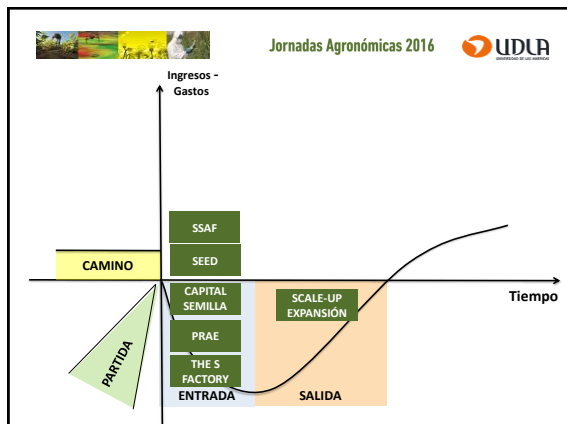 Jornadas Agronómicas 2016
UDLA
UNIVERSIDAD DE LAS AMÉRICAS
Ingresos -
Gastos
SSAF
SEED
CAMINO
CAPITAL
SEMILLA
SCALE-UP
EXPANSIÓN
Tiempo
PRAE
PARTIDA
THE S
FACTORY
ENTRADA
SALIDA